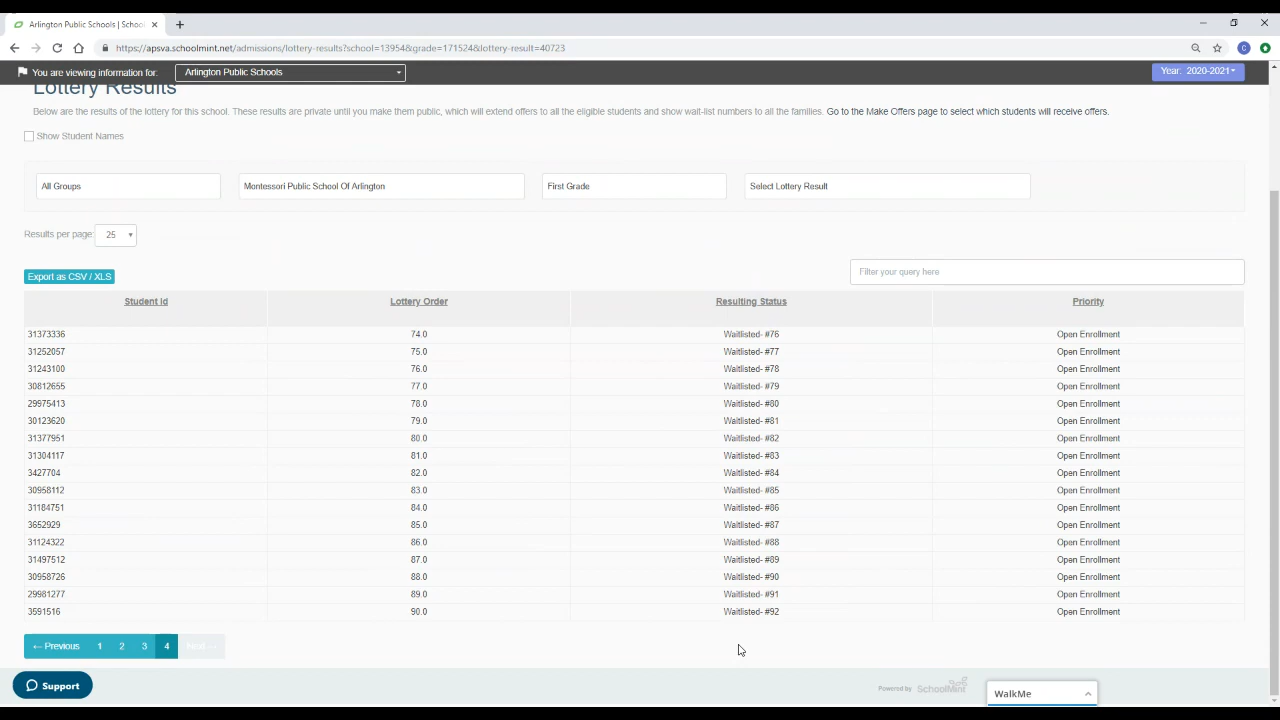 Arlington Public Schools | School
https://apsva.schoolmint.net/admissions/lottery-results?school=13954&grade=171524&lottery-result=40723
You are viewing information for: Arlington Public Schools Year: 2020-2021
Lottery Results
Below are the results of the lottery for this school. These results are private until you make them public, which will extend offers to all the eligible students and show wait-list numbers to all the families. Go to the Make Offers page to select which students will receive offers.
Show Student Names
All Groups Montessori Public School Of Arlington First Grade Select Lottery Result
Results per page: 25
Export as CSV / XLS Filter your query here
Student Id Lottery Order Resulting Status Priority
31373336 74.0 Waitlisted- #76 Open Enrollment
31252057 75.0 Waitlisted- #77 Open Enrollment
31243100 76.0 Waitlisted- #78 Open Enrollment
30812655 77.0 Waitlisted- #79 Open Enrollment
29975413 78.0 Waitlisted- #80 Open Enrollment
30123620 79.0 Waitlisted- #81 Open Enrollment
31377951 80.0 Waitlisted- #82 Open Enrollment
31304117 81.0 Waitlisted- #83 Open Enrollment
3427704 82.0 Waitlisted- #84 Open Enrollment
30958112 83.0 Waitlisted- #85 Open Enrollment
31184751 84.0 Waitlisted- #86 Open Enrollment
3652929 85.0 Waitlisted- #87 Open Enrollment
31124322 86.0 Waitlisted- #88 Open Enrollment
31497512 87.0 Waitlisted- #89 Open Enrollment
30958726 88.0 Waitlisted- #90 Open Enrollment
29981277 89.0 Waitlisted- #91 Open Enrollment
3591516 90.0 Waitlisted- #92 Open Enrollment
← Previous 1 2 3 4 Next →
Support
Powered by SchoolMint
WalkMe